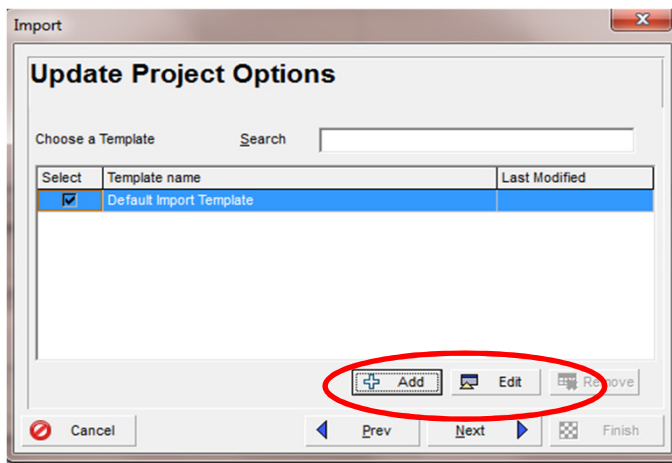 Import
Update Project Options
Choose a Template Search
Select Template name Last Modified
Default Import Template
Add Edit Remove
Cancel Prev Next Finish